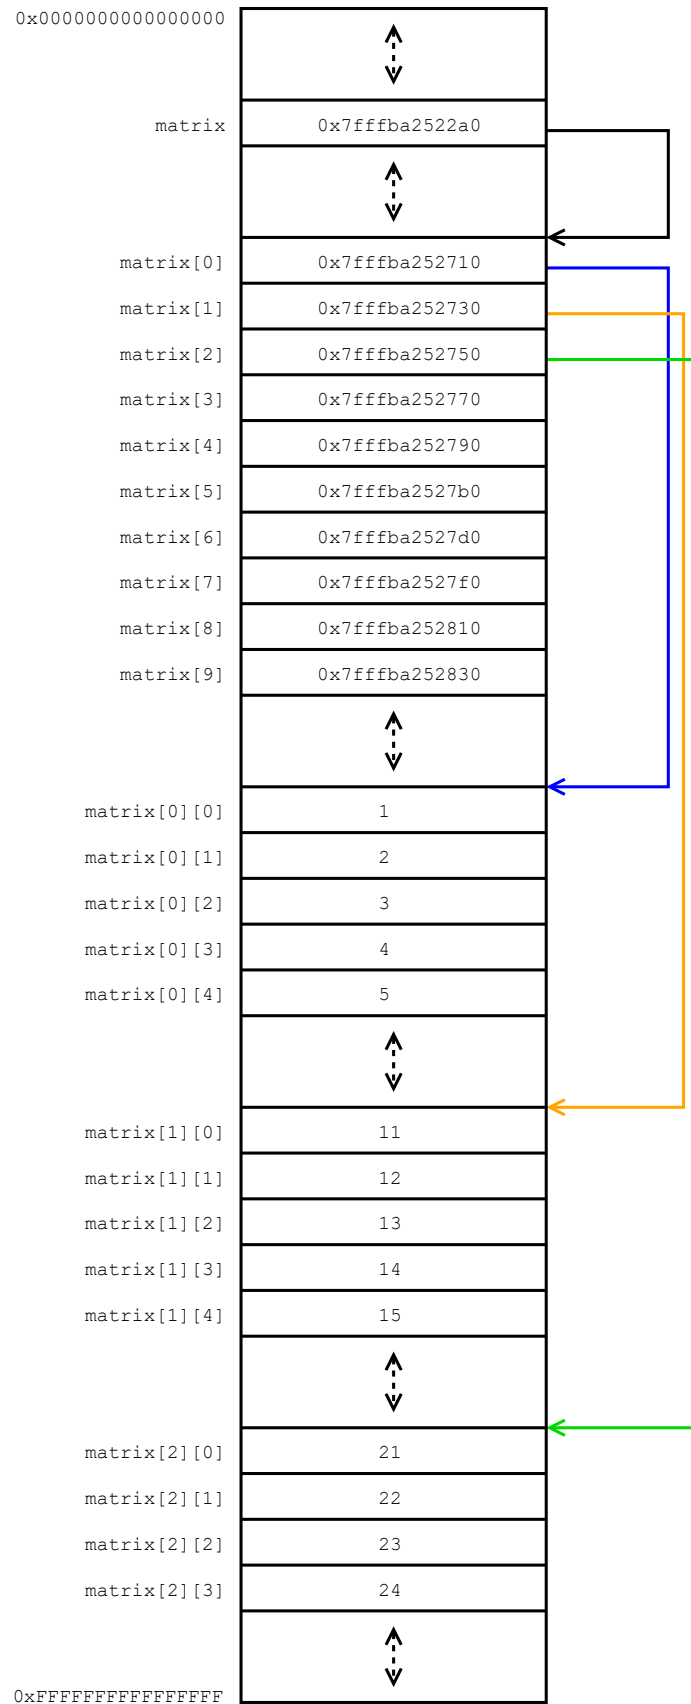 0x0000000000000000
matrix 0x7fffba2522a0
matrix[0] 0x7fffba252710
matrix[1] 0x7fffba252730
matrix[2] 0x7fffba252750
matrix[3] 0x7fffba252770
matrix[4] 0x7fffba252790
matrix[5] 0x7fffba2527b0
matrix[6] 0x7fffba2527d0
matrix[7] 0x7fffba2527f0
matrix[8] 0x7fffba252810
matrix[9] 0x7fffba252830
matrix[0][0] 1
matrix[0][1] 2
matrix[0][2] 3
matrix[0][3] 4
matrix[0][4] 5
matrix[1][0] 11
matrix[1][1] 12
matrix[1][2] 13
matrix[1][3] 14
matrix[1][4] 15
matrix[2][0] 21
matrix[2][1] 22
matrix[2][2] 23
matrix[2][3] 24
0xFFFFFFFFFFFFFFFF